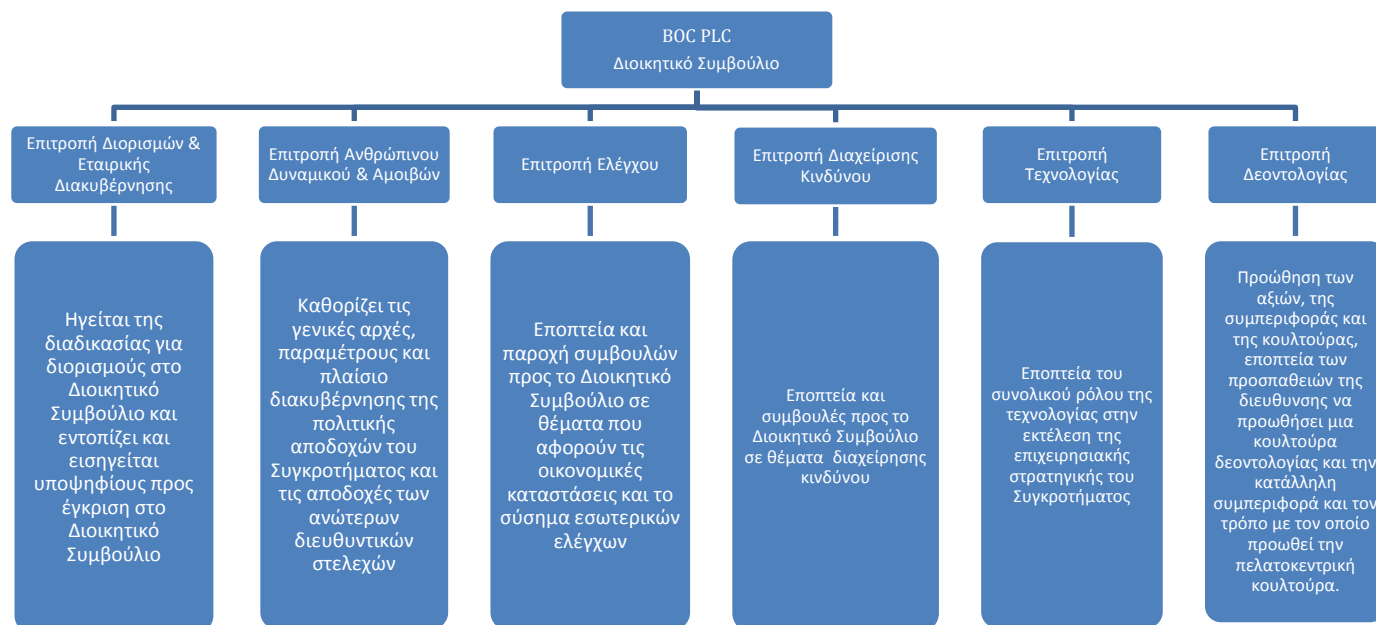 BOC PLC
Διοικητικό Συμβούλιο
Επιτροπή Διορισμών &
Εταιρικής
Διακυβέρνησης
Επιτροπή Ανθρώπινου
Δυναμικού & Αμοιβών
Επιτροπή Ελέγχου
Επιτροπή Διαχείρισης
Κινδύνου
Επιτροπή
Τεχνολογίας
Επιτροπή
Δεοντολογίας
Ηγείται της
διαδικασίας για
διορισμούς στο
Διοικητικό
Συμβούλιο και
εντοπίζει και
εισηγείται
υποψηφίους προς
έγκριση στο
Διοικητικό
Συμβούλιο
Καθορίζει τις
γενικές αρχές,
παραμέτρους και
πλαίσιο
διακυβέρνησης της
πολιτικής
αποδοχών του
Συγκροτήματος και
τις αποδοχές των
ανώτερων
διευθυντικών
στελεχών
Εποπτεία και
παροχή συμβουλών
προς το Διοικητικό
Συμβούλιο σε
θέματα που
αφορούν τις
οικονομικές
καταστάσεις και το
σύσημα εσωτερικών
ελέγχων
Εποπτεία και
συμβουλές προς το
Διοικητικό Συμβούλιο
σε θέματα διαχείρησης
κινδύνου
Εποπτεία του
συνολικού ρόλου της
τεχνολογίας στην
εκτέλεση της
επιχειρησιακής
στρατηγικής του
Συγκροτήματος
Προώθηση των
αξιών, της
συμπεριφοράς και
της κουλτούρας,
εποπτεία των
προσπαθειών της
διευθυνσης να
προωθήσει μια
κουλτούρα
δεοντολογίας και την
κατάλληλη
συμπεριφορά και τον
τρόπο με τον οποίο
προωθεί την
πελατοκεντρική
κουλτούρα.